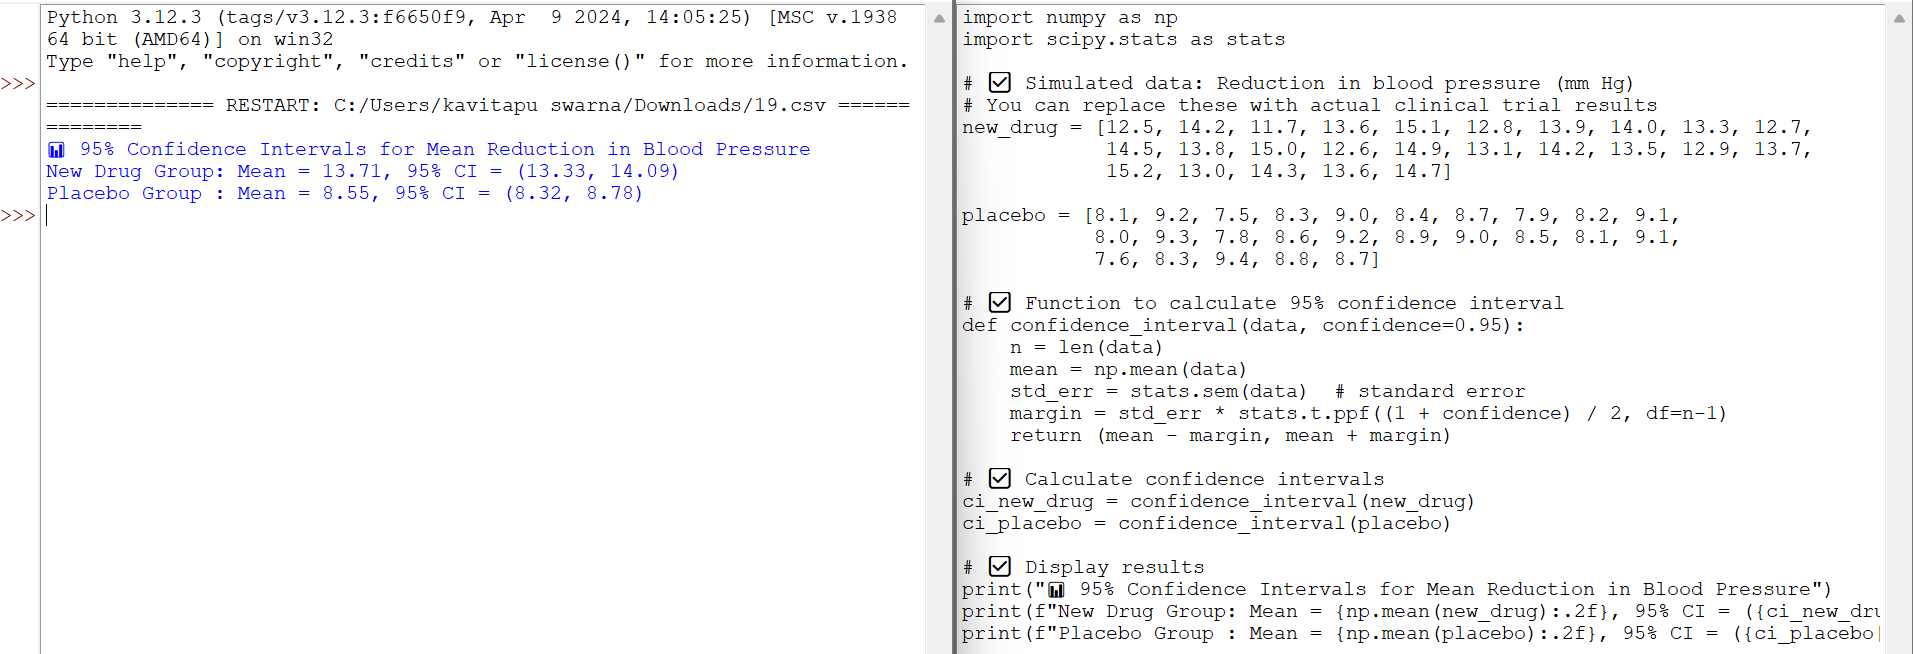 Python 3.12.3 (tags/v3.12.3:f6650f9, Apr  9 2024, 14:05:25) [MSC v.1938
64 bit (AMD64)] on win32
Type "help", "copyright", "credits" or "license()" for more information.
>>>
============== RESTART: C:/Users/kavitapu swarna/Downloads/19.csv ======
========
📊 95% Confidence Intervals for Mean Reduction in Blood Pressure
New Drug Group: Mean = 13.71, 95% CI = (13.33, 14.09)
Placebo Group : Mean = 8.55, 95% CI = (8.32, 8.78)
>>>
import numpy as np
import scipy.stats as stats

# ☑ Simulated data: Reduction in blood pressure (mm Hg)
# You can replace these with actual clinical trial results
new_drug = [12.5, 14.2, 11.7, 13.6, 15.1, 12.8, 13.9, 14.0, 13.3, 12.7,
            14.5, 13.8, 15.0, 12.6, 14.9, 13.1, 14.2, 13.5, 12.9, 13.7,
            15.2, 13.0, 14.3, 13.6, 14.7]

placebo = [8.1, 9.2, 7.5, 8.3, 9.0, 8.4, 8.7, 7.9, 8.2, 9.1,
           8.0, 9.3, 7.8, 8.6, 9.2, 8.9, 9.0, 8.5, 8.1, 9.1,
           7.6, 8.3, 9.4, 8.8, 8.7]

# ☑ Function to calculate 95% confidence interval
def confidence_interval(data, confidence=0.95):
    n = len(data)
    mean = np.mean(data)
    std_err = stats.sem(data)  # standard error
    margin = std_err * stats.t.ppf((1 + confidence) / 2, df=n-1)
    return (mean - margin, mean + margin)

# ☑ Calculate confidence intervals
ci_new_drug = confidence_interval(new_drug)
ci_placebo = confidence_interval(placebo)

# ☑ Display results
print("📊 95% Confidence Intervals for Mean Reduction in Blood Pressure")
print(f"New Drug Group: Mean = {np.mean(new_drug):.2f}, 95% CI = ({ci_new_dru
print(f"Placebo Group : Mean = {np.mean(placebo):.2f}, 95% CI = ({ci_placebo